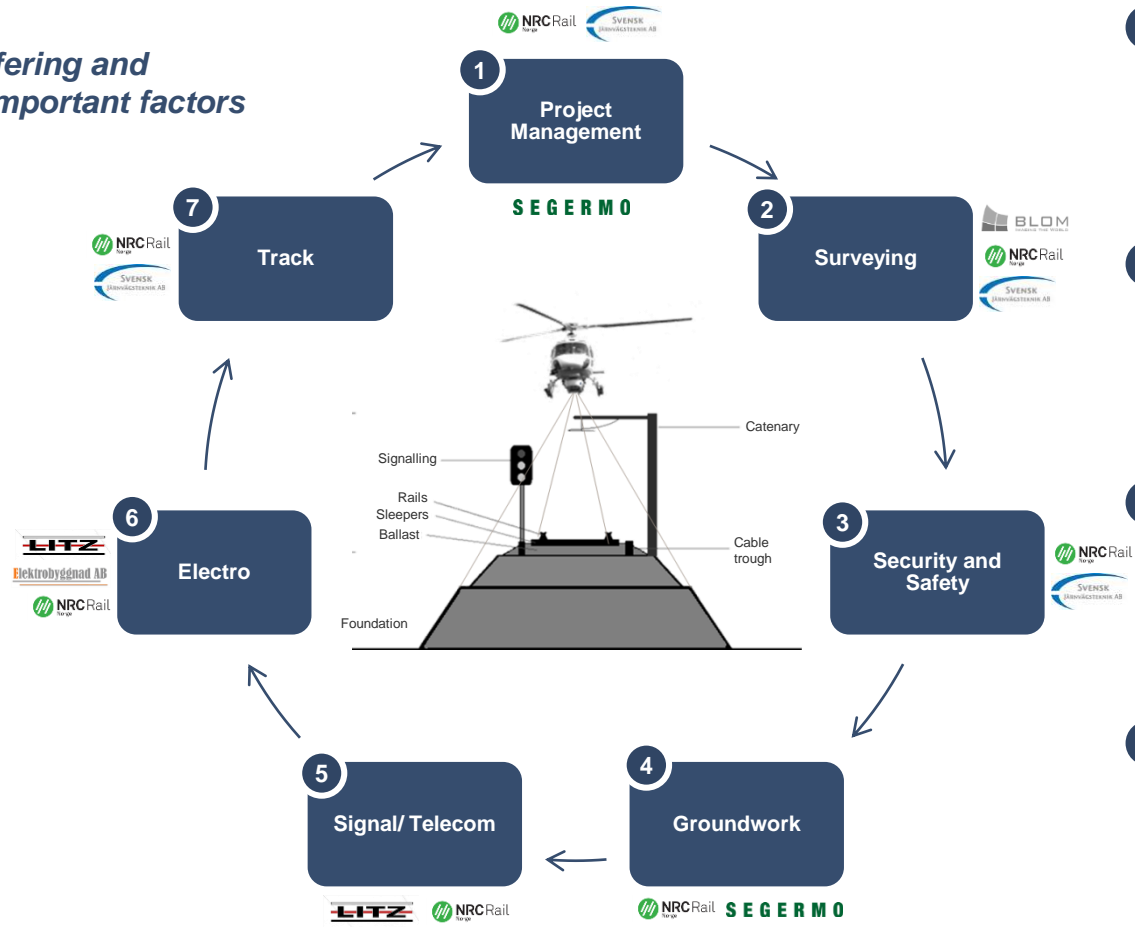 fering and
mportant factors
NRC Rail
Norge
SVENSK
JÄRNVÄGSTEKNIK AB
1
Project
Management
SEGERMO
2
Surveying
BLOM
IMAGING THE WORLD
NRC Rail
Norge
SVENSK
JÄRNVÄGSTEKNIK AB
3
Security and
Safety
NRC Rail
Norge
SVENSK
JÄRNVÄGSTEKNIK AB
4
Groundwork
NRC Rail
Norge
SEGERMO
5
Signal/ Telecom
LITZ
NRC Rail
Norge
6
Electro
LITZ
Elektrobyggnad AB
NRC Rail
Norge
7
Track
NRC Rail
Norge
SVENSK
JÄRNVÄGSTEKNIK AB
Signalling
Rails
Sleepers
Ballast
Foundation
Catenary
Cable
trough